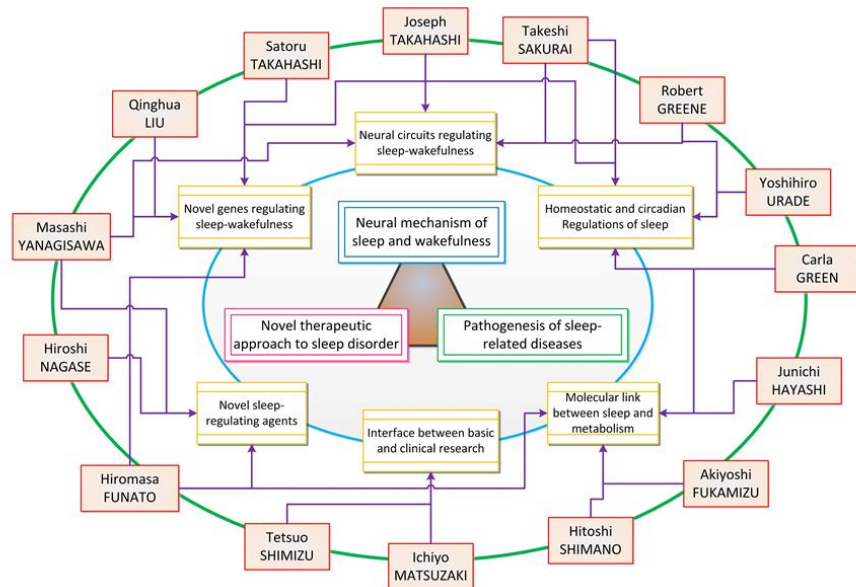 Joseph
TAKAHASHI
Takeshi
SAKURAI
Satoru
TAKAHASHI
Robert
GREENE
Qinghua
LIU
Neural circuits regulating
sleep-wakefulness
Yoshihiro
URADE
Novel genes regulating
sleep-wakefulness
Homeostatic and circadian
Regulations of sleep
Masashi
YANAGISAWA
Neural mechanism of
sleep and wakefulness
Carla
GREEN
Novel therapeutic
approach to sleep disorder
Pathogenesis of sleep-
related diseases
Hiroshi
NAGASE
Junichi
HAYASHI
Novel sleep-
regulating agents
Interface between basic
and clinical research
Molecular link
between sleep and
metabolism
Hiromasa
FUNATO
Akiyoshi
FUKAMIZU
Tetsuo
SHIMIZU
Ichiyo
MATSUZAKI
Hitoshi
SHIMANO